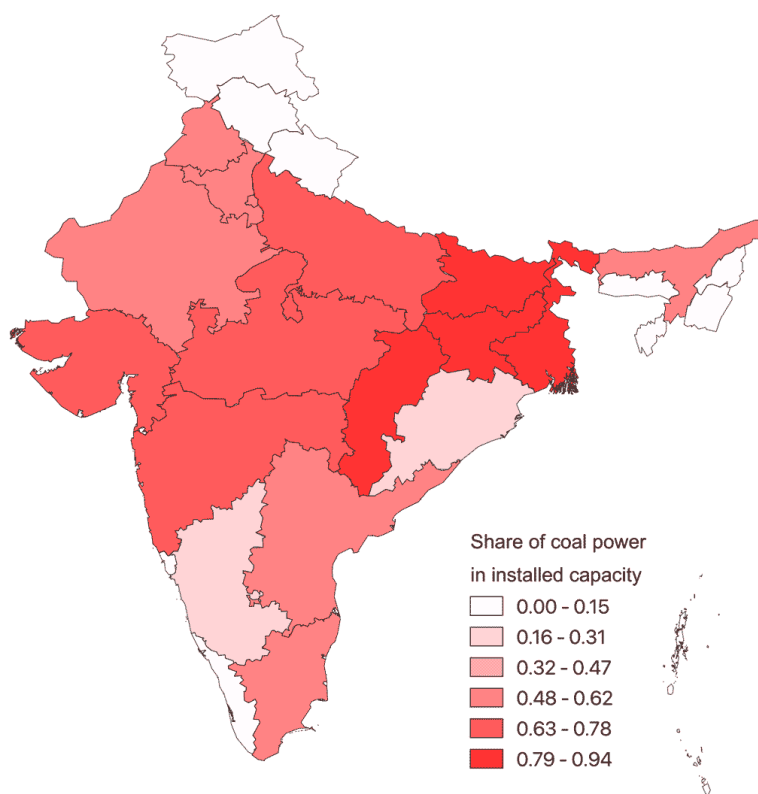 Share of coal power
in installed capacity
0.00 - 0.15
0.16 - 0.31
0.32 - 0.47
0.48 - 0.62
0.63 - 0.78
0.79 - 0.94